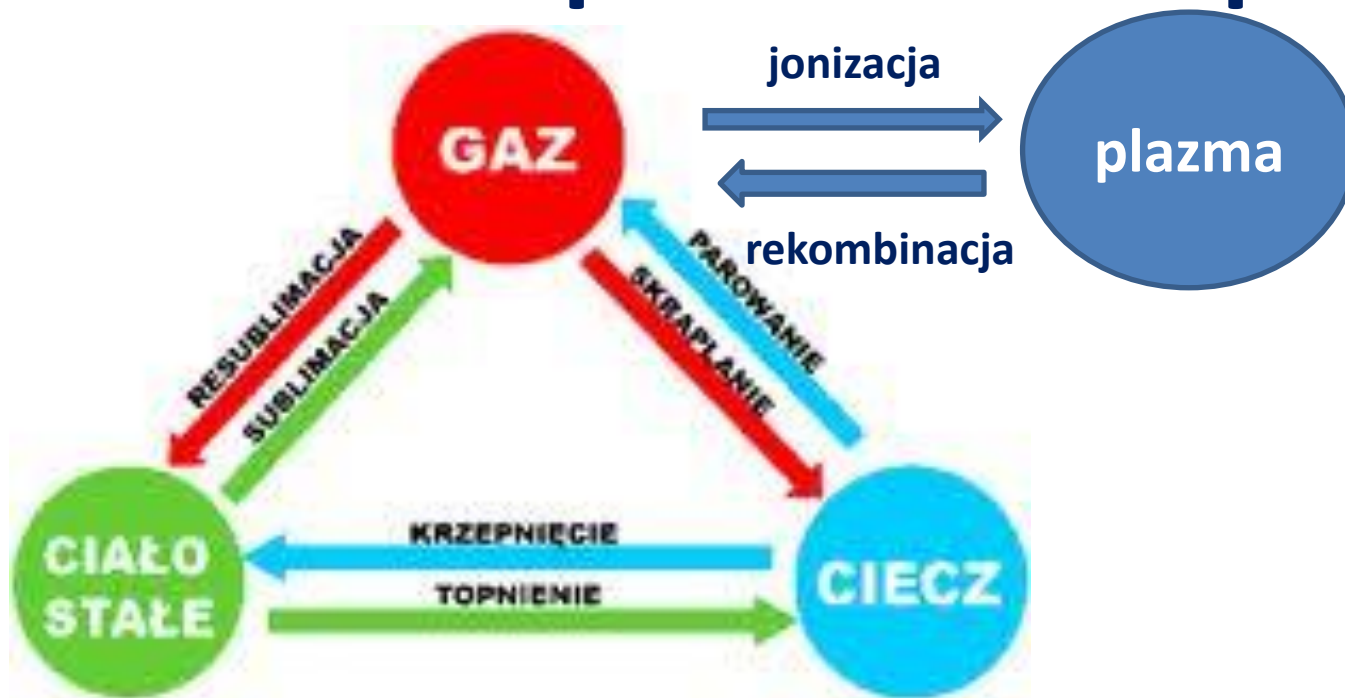 jonizacja
GAZ
plazma
rekombinacja
RESUBLIMACJA
SUBLIMACJA
PAROWANIE
SKRAPLANIE
KRZEPNIĘCIE
TOPNIENIE
CIAŁO
STAŁE
CIECZ